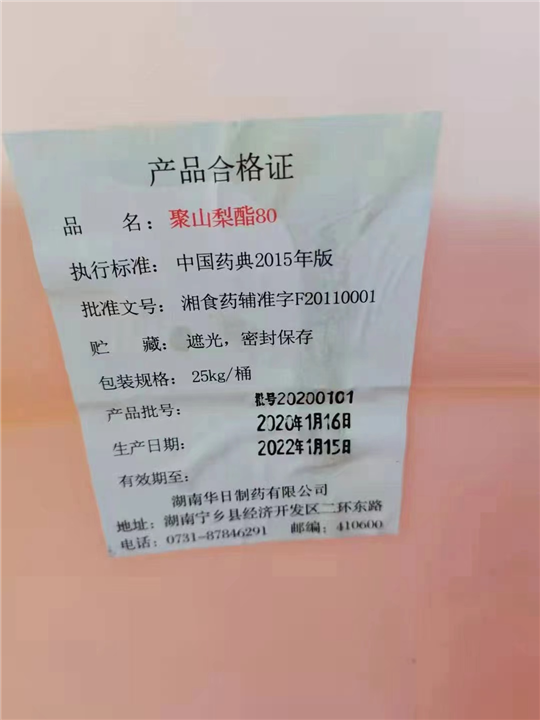 产品合格证
品 名：聚山梨酯80
执行标准：中国药典2015年版
批准文号：湘食药辅准字F20110001
贮 藏：遮光，密封保存
包装规格：25kg/桶
产品批号：批号20200101
生产日期：2020年1月16日
有效期至：2022年1月15日
湖南华日制药有限公司
地址：湖南宁乡县经济开发区二环东路
电话：0731-87846291 邮编：410600